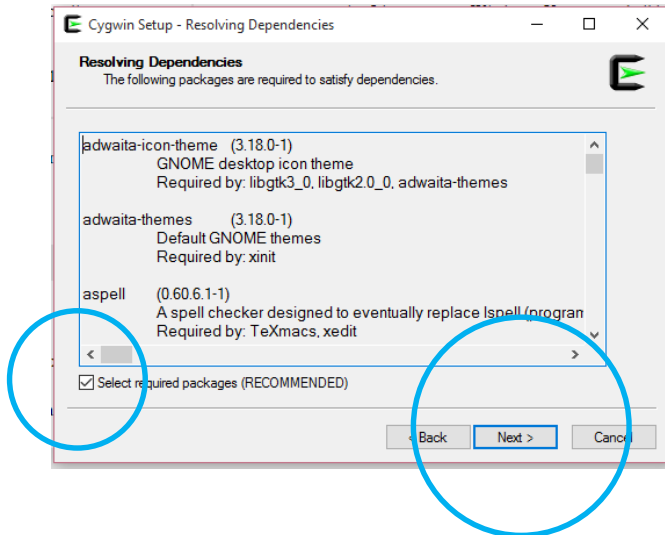 Cygwin Setup - Resolving Dependencies
Resolving Dependencies
The following packages are required to satisfy dependencies.
adwaita-icon-theme (3.18.0-1)
GNOME desktop icon theme
Required by: libgtk3_0, libgtk2.0_0, adwaita-themes
adwaita-themes (3.18.0-1)
Default GNOME themes
Required by: xinit
aspell (0.60.6.1-1)
A spell checker designed to eventually replace Ispell (program
Required by: TeXmacs, xedit
Select required packages (RECOMMENDED)
< Back Next > Cancel